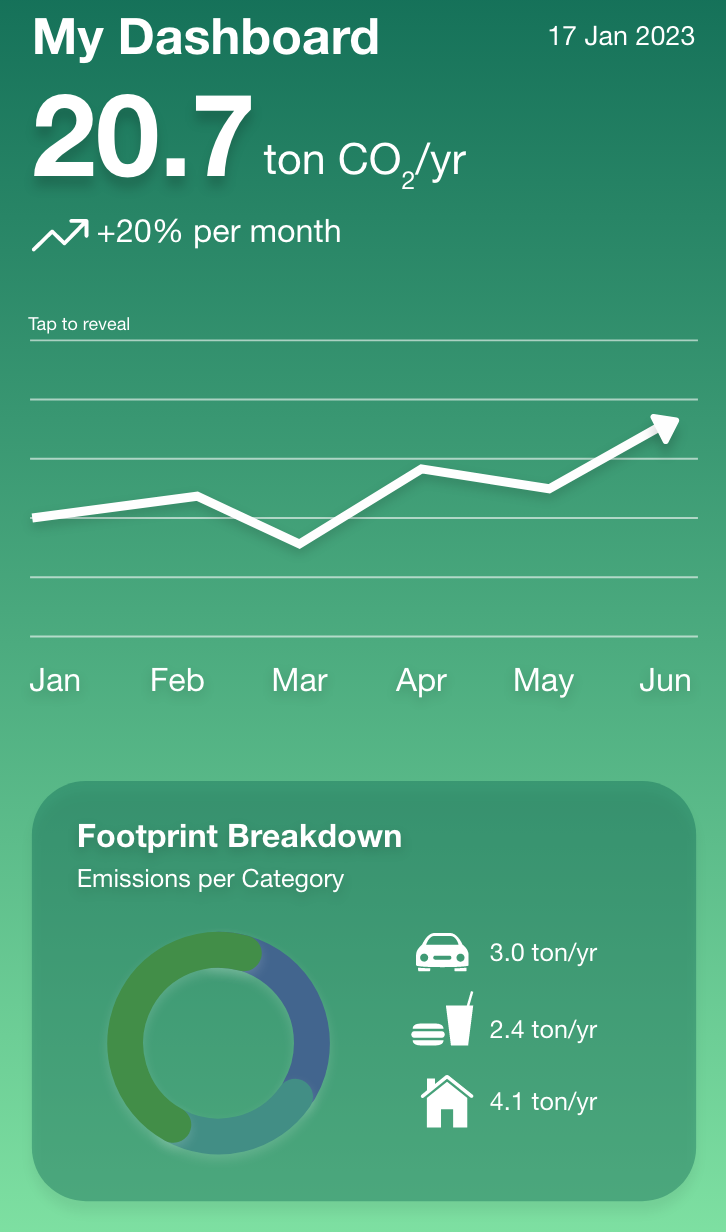 My Dashboard 17 Jan 2023
20.7 ton CO₂/yr
+20% per month
Tap to reveal
Jan Feb Mar Apr May Jun
Footprint Breakdown
Emissions per Category
3.0 ton/yr
2.4 ton/yr
4.1 ton/yr